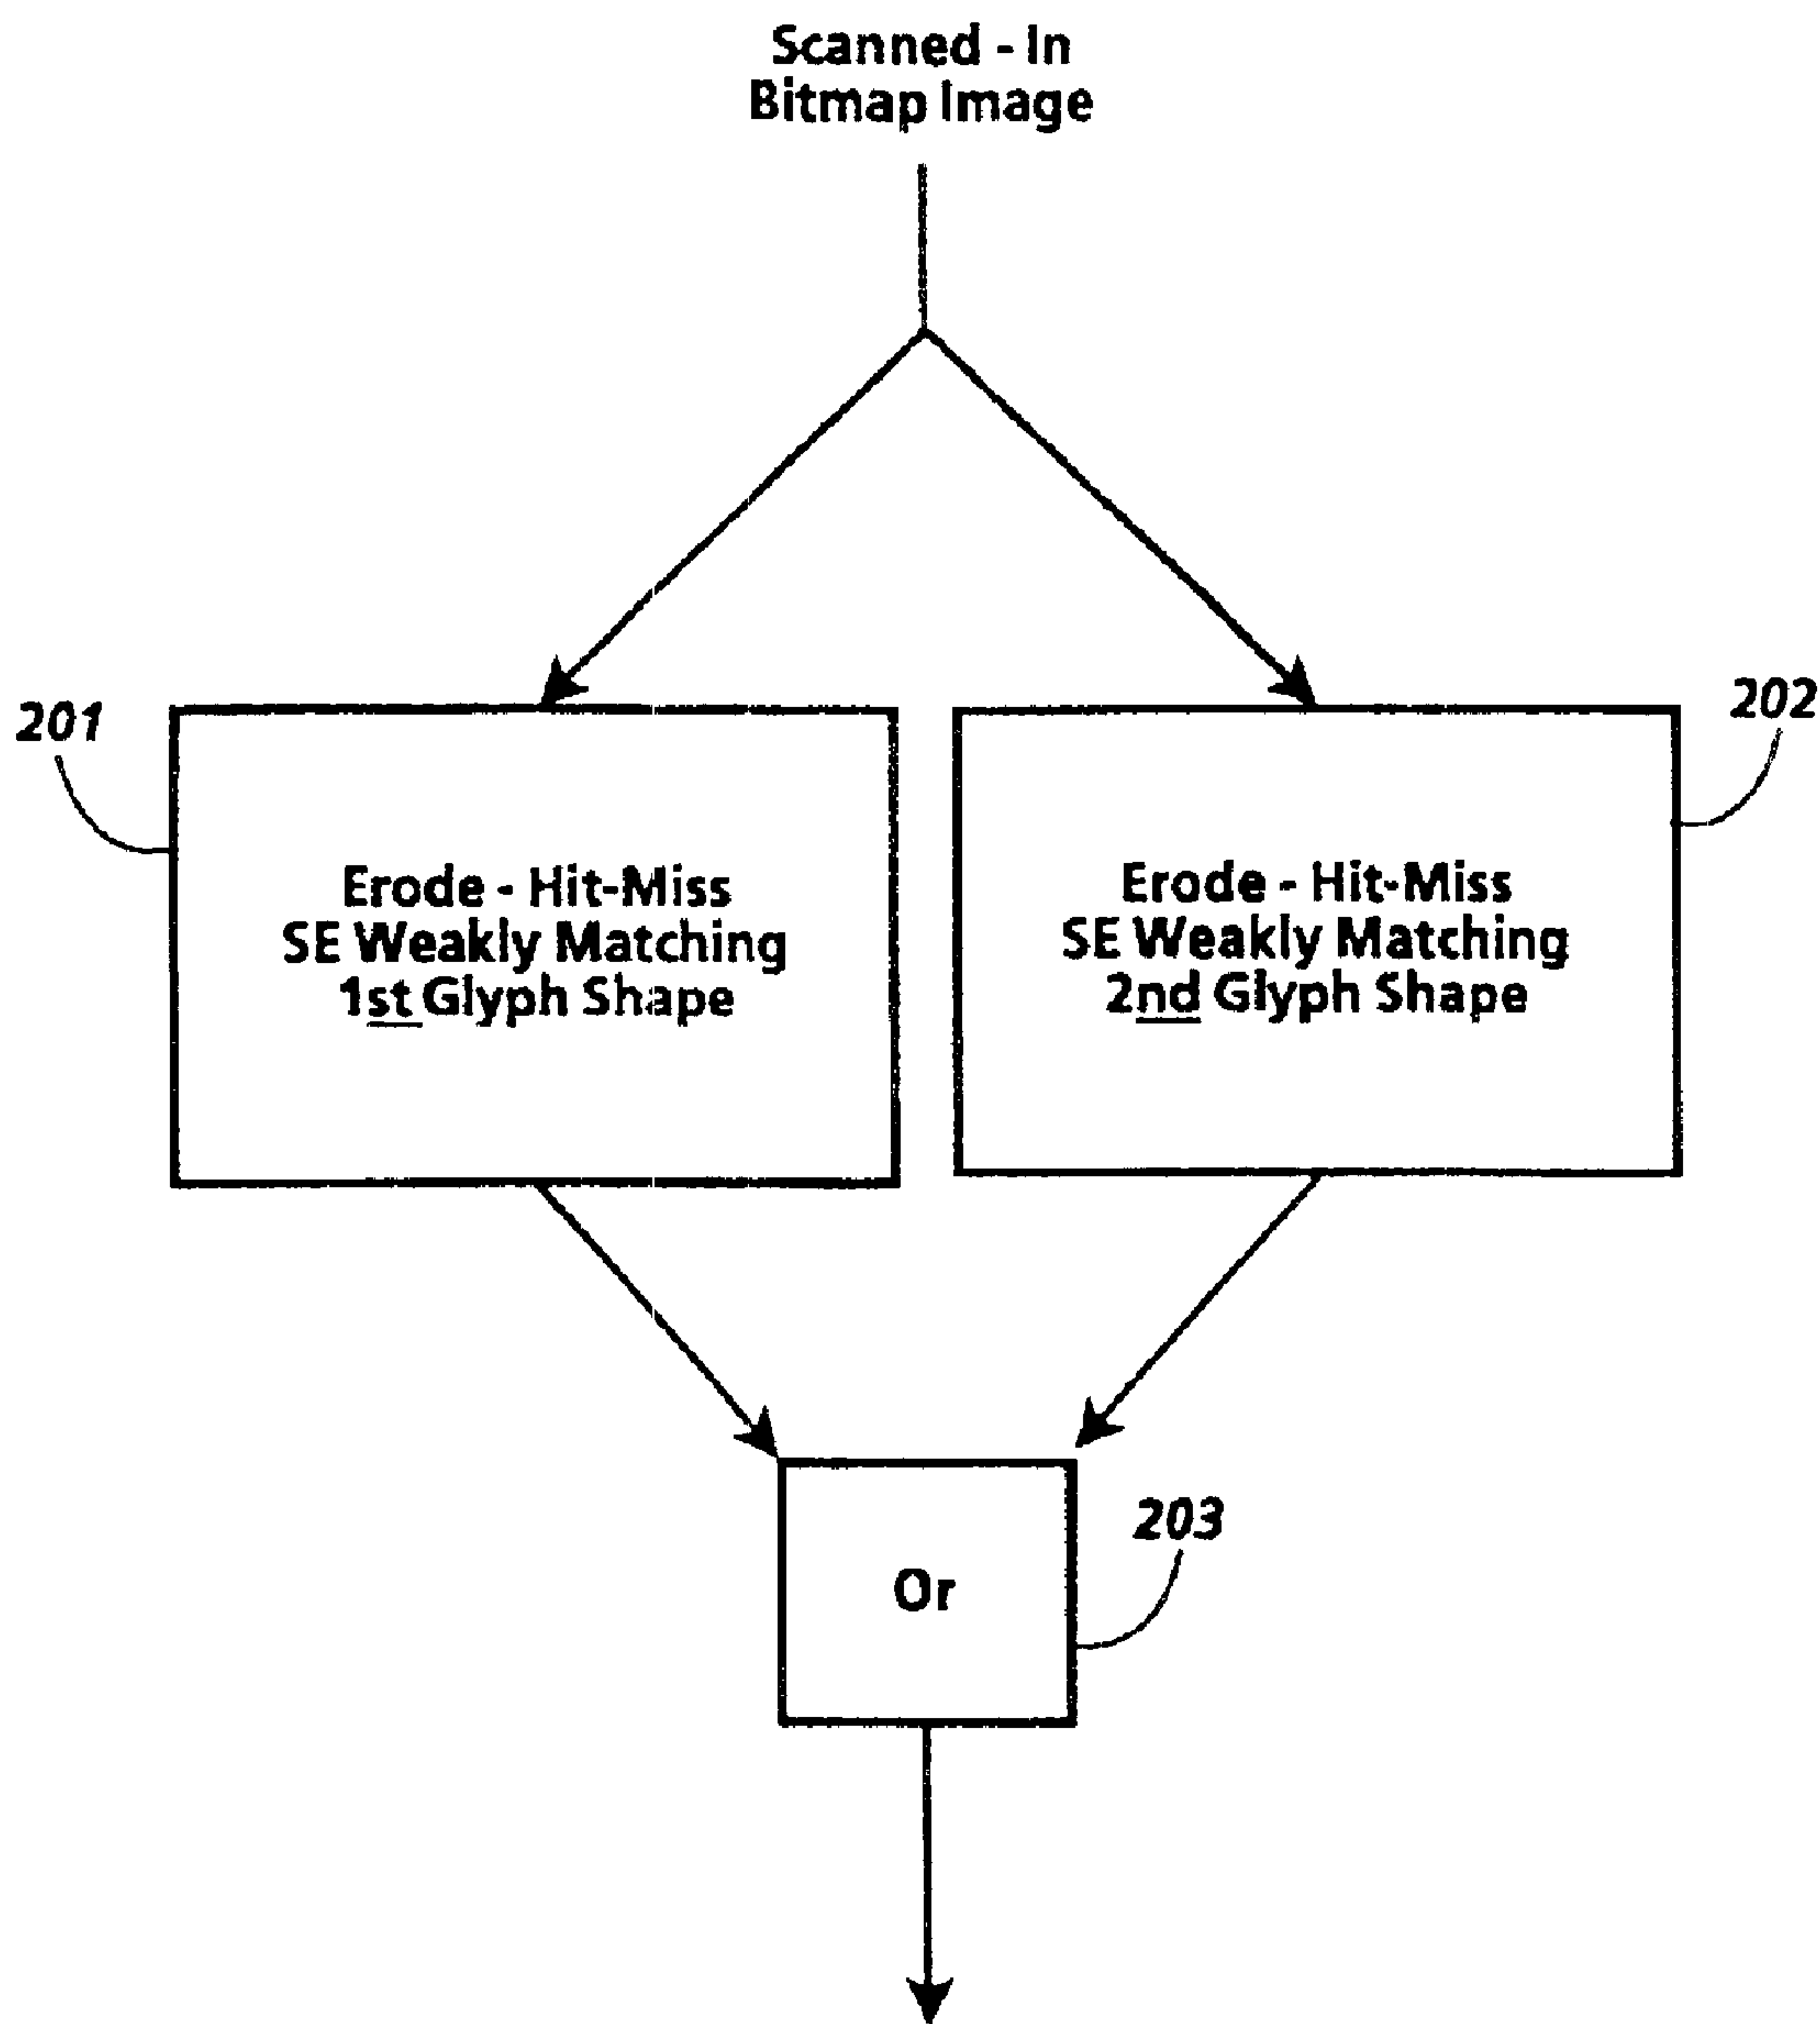 Scanned - In
Bitmap Image
201
202
Erode - Hit-Miss
SE Weakly Matching
1st Glyph Shape
Erode - Hit-Miss
SE Weakly Matching
2nd Glyph Shape
203
Or